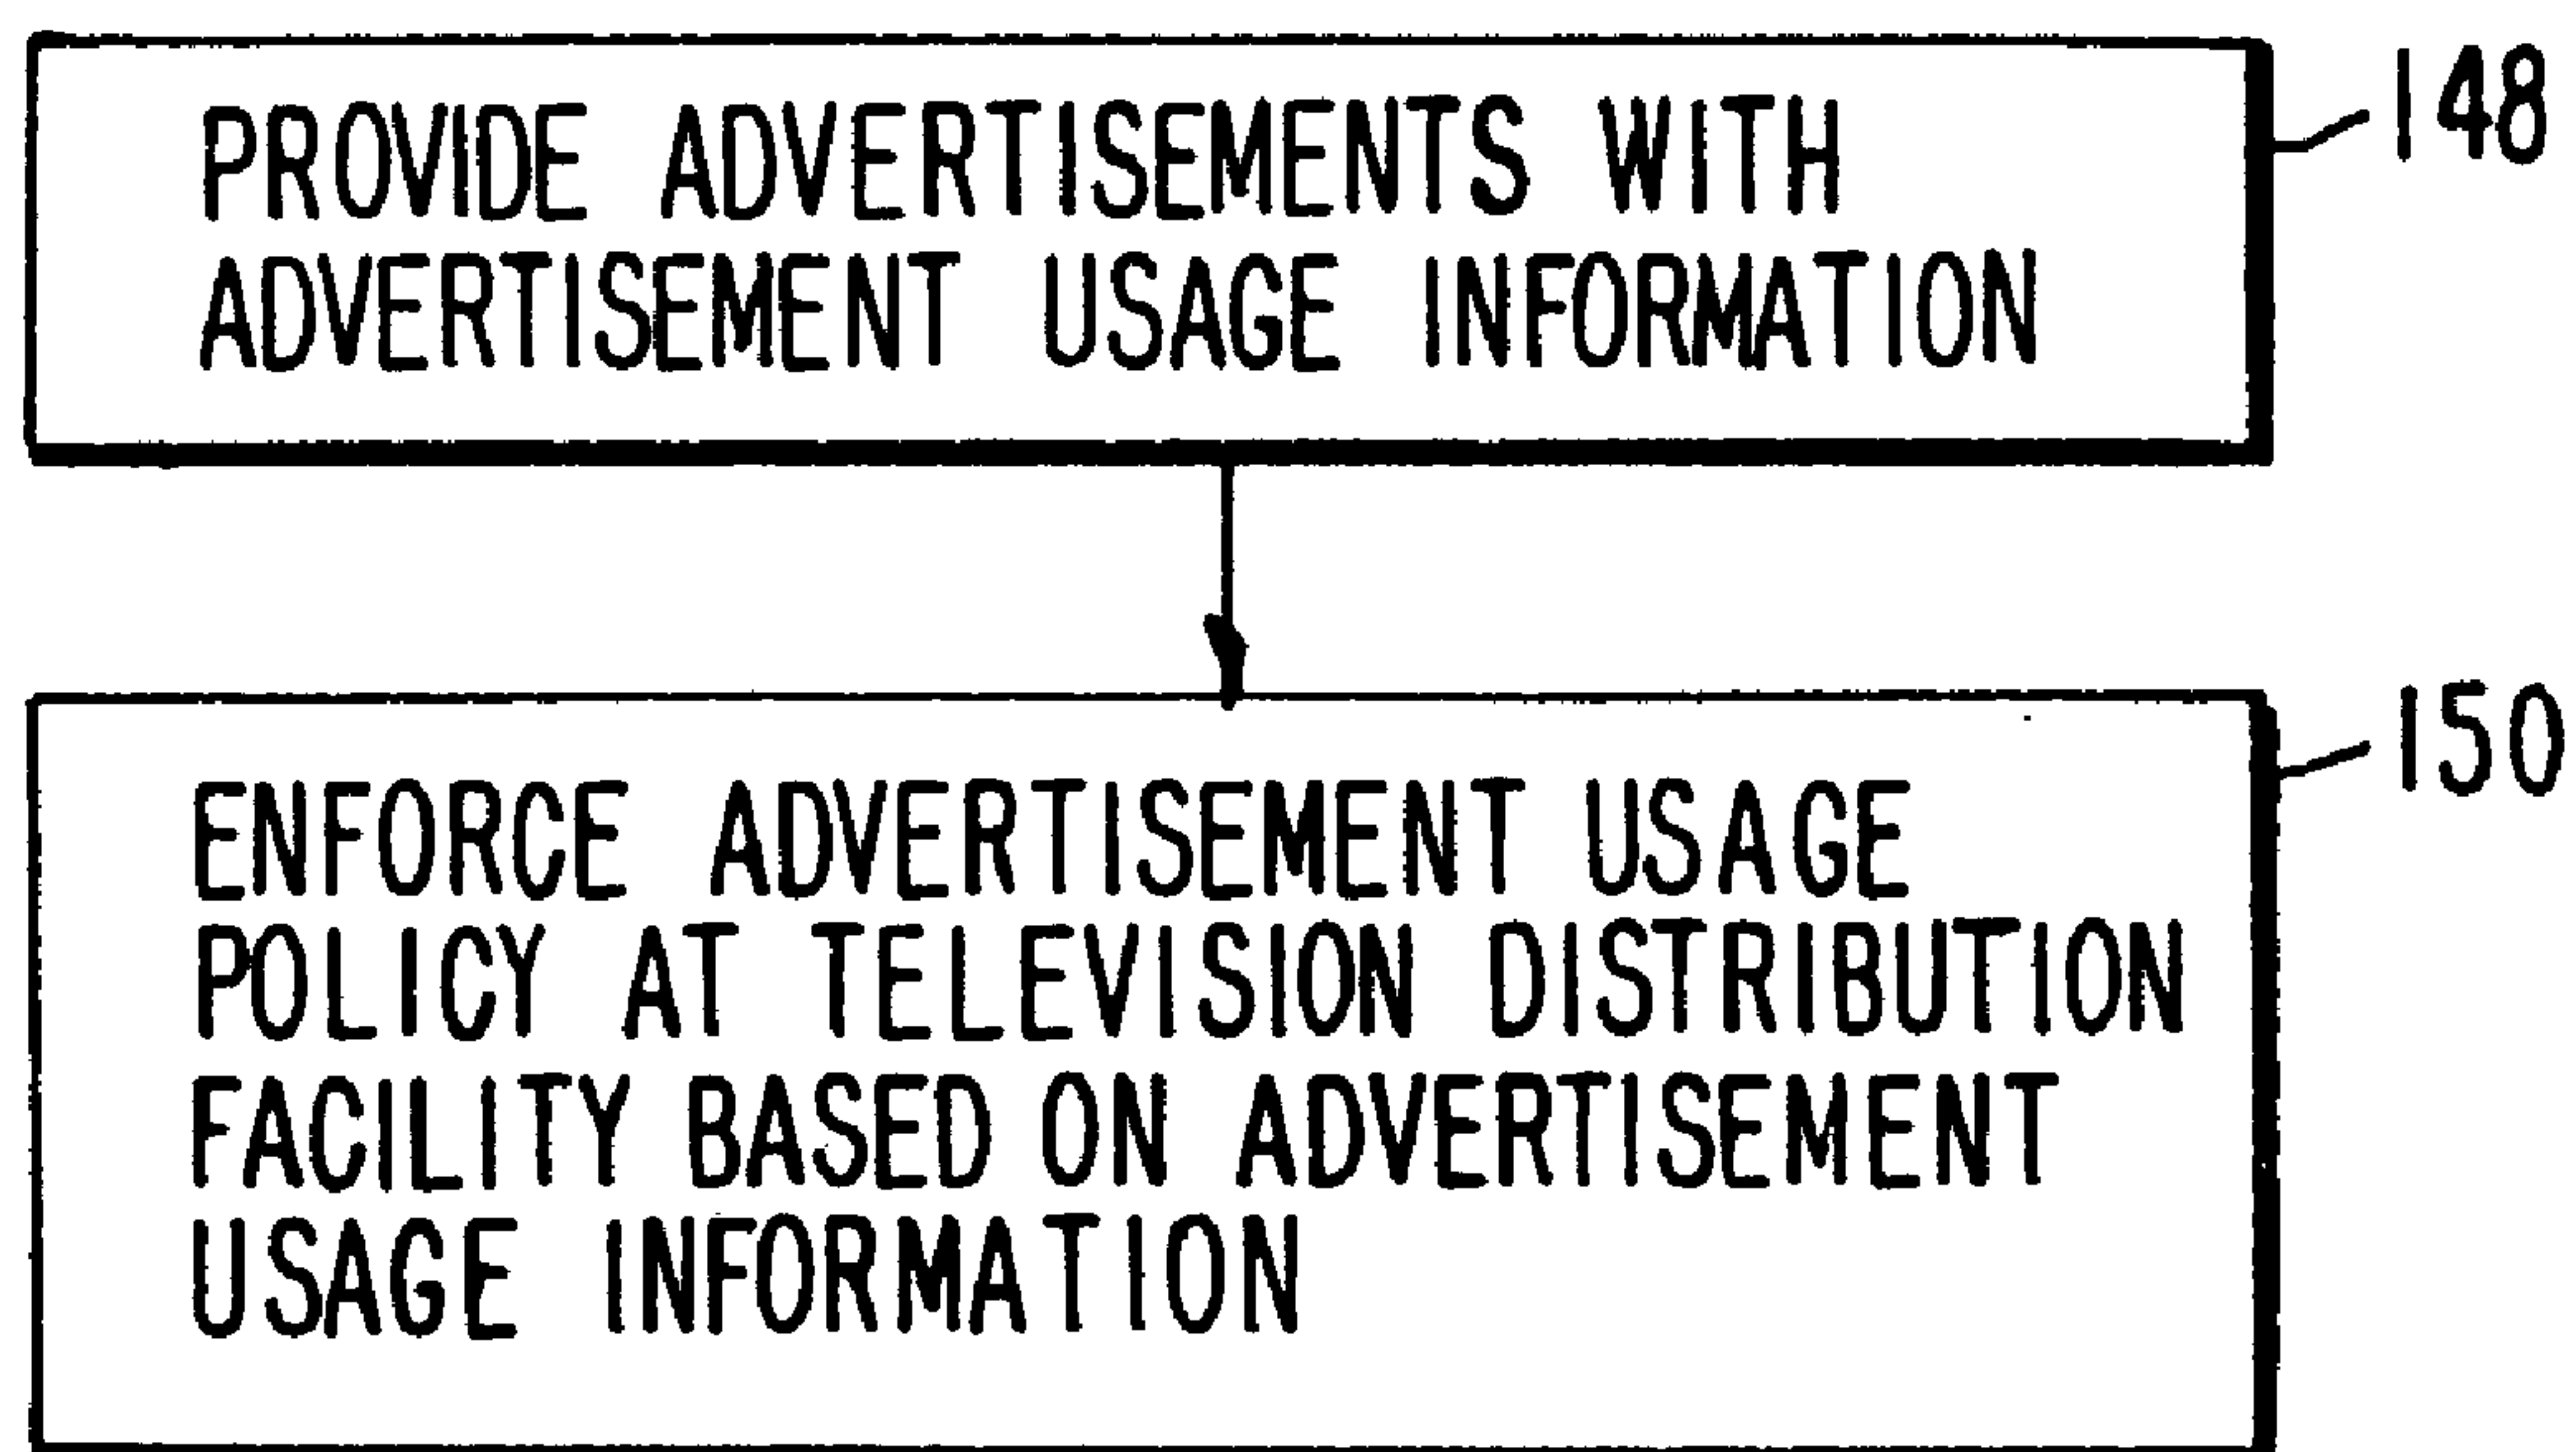 PROVIDE ADVERTISEMENTS WITH
ADVERTISEMENT USAGE INFORMATION
148
ENFORCE ADVERTISEMENT USAGE
POLICY AT TELEVISION DISTRIBUTION
FACILITY BASED ON ADVERTISEMENT
USAGE INFORMATION
150